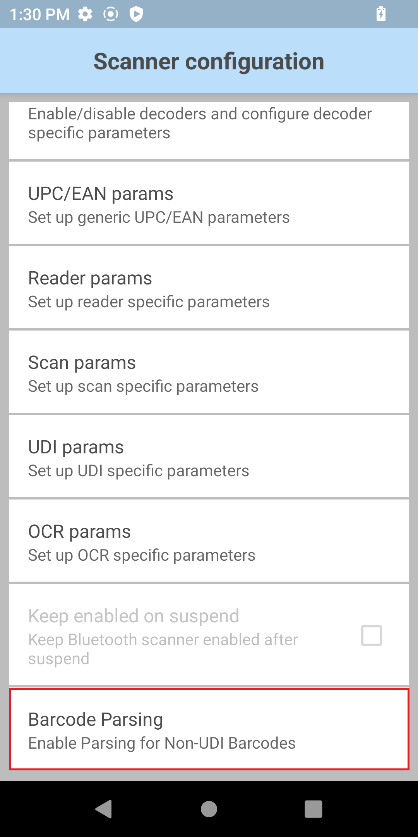 1:30 PM
Scanner configuration
Enable/disable decoders and configure decoder
specific parameters
UPC/EAN params
Set up generic UPC/EAN parameters
Reader params
Set up reader specific parameters
Scan params
Set up scan specific parameters
UDI params
Set up UDI specific parameters
OCR params
Set up OCR specific parameters
Keep enabled on suspend
Keep Bluetooth scanner enabled after
suspend
Barcode Parsing
Enable Parsing for Non-UDI Barcodes